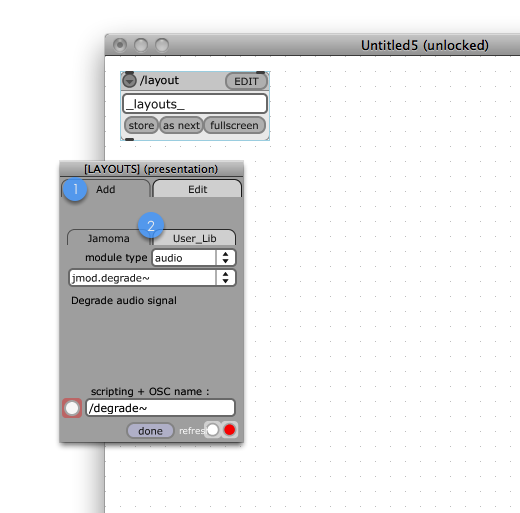 Untitled5 (unlocked)
/layout EDIT
_layouts_
store as next fullscreen
[LAYOUTS] (presentation)
1 Add Edit
2
Jamoma User_Lib
module type audio
jmod.degrade~
Degrade audio signal
scripting + OSC name :
/degrade~
done refresh